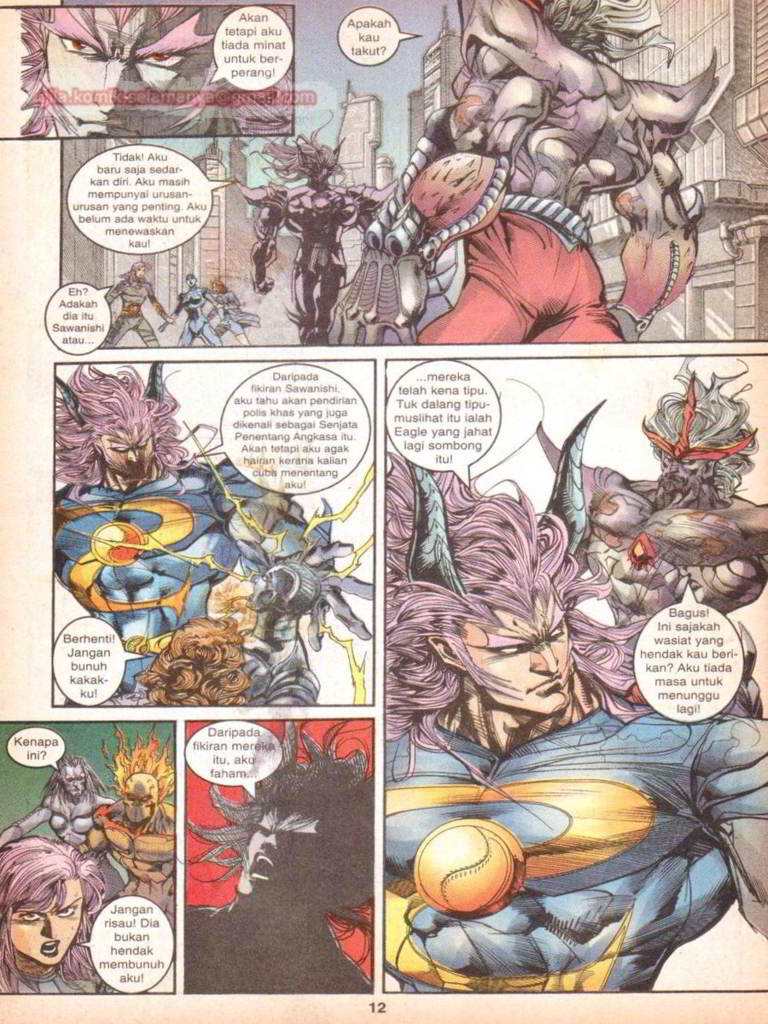 Akan
tetapi aku
tiada minat
untuk ber-
perang!
Apakah
kau
takut?
Tidak! Aku
baru saja sedar-
kan diri. Aku masih
mempunyai urusan-
urusan yang penting. Aku
belum ada waktu untuk
menewaskan
kau!
Eh?
Adakah
dia itu
Sawanishi
atau...
Daripada
fikiran Sawanishi,
aku tahu akan pendirian
polis khas yang juga
dikenali sebagai Senjata
Penentang Angkasa itu.
Akan tetapi aku agak
hairan kerana kalian
cuba menentang
aku!
Berhenti!
Jangan
bunuh
kakak-
ku!
...mereka
telah kena tipu.
Tuk dalang tipu-
muslihat itu ialah
Eagle yang jahat
lagi sombong
itu!
Bagus!
Ini sajakah
wasiat yang
hendak kau beri-
kan? Aku tiada
masa untuk
menunggu
lagi!
Kenapa
ini?
Jangan
risau! Dia
bukan
hendak
membunuh
aku!
Daripada
fikiran mereka
itu, aku
faham...
12